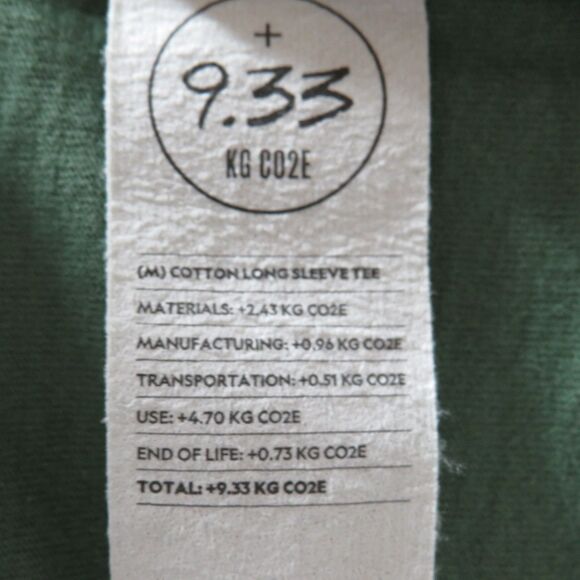 +
9.33
KG CO2E
(M) COTTON LONG SLEEVE TEE
MATERIALS: +2.43 KG CO2E
MANUFACTURING: +0.96 KG CO2E
TRANSPORTATION: +0.51 KG CO2E
USE: +4.70 KG CO2E
END OF LIFE: +0.73 KG CO2E
TOTAL: +9.33 KG CO2E